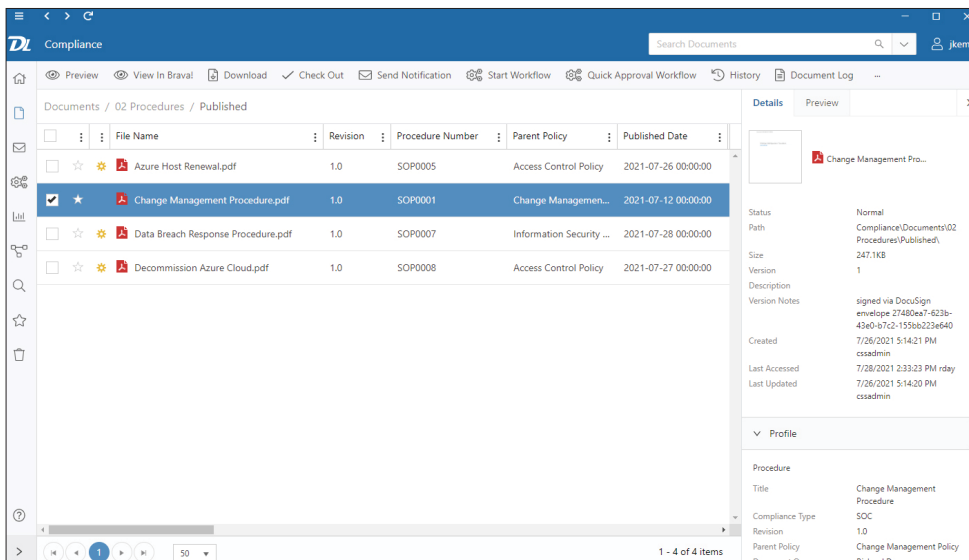 DL Compliance Search Documents jkem
Preview View In Brava! Download Check Out Send Notification Start Workflow Quick Approval Workflow History Document Log ...
Documents / 02 Procedures / Published
File Name Revision Procedure Number Parent Policy Published Date
Azure Host Renewal.pdf 1.0 SOP0005 Access Control Policy 2021-07-26 00:00:00
Change Management Procedure.pdf 1.0 SOP0001 Change Managemen... 2021-07-12 00:00:00
Data Breach Response Procedure.pdf 1.0 SOP0007 Information Security ... 2021-07-28 00:00:00
Decommission Azure Cloud.pdf 1.0 SOP0008 Access Control Policy 2021-07-27 00:00:00
1 50 1 - 4 of 4 items
Details Preview
Change Management Pro...
Status Normal
Path Compliance\Documents\02
Procedures\Published\
Size 247.1KB
Version 1
Description
Version Notes signed via DocuSign
envelope 27480ea7-623b-
43e0-b7c2-155bb223e640
Created 7/26/2021 5:14:21 PM
cssadmin
Last Accessed 7/28/2021 2:33:23 PM rday
Last Updated 7/26/2021 5:14:20 PM
cssadmin
Profile
Procedure
Title Change Management
Procedure
Compliance Type SOC
Revision 1.0
Parent Policy Change Management Policy